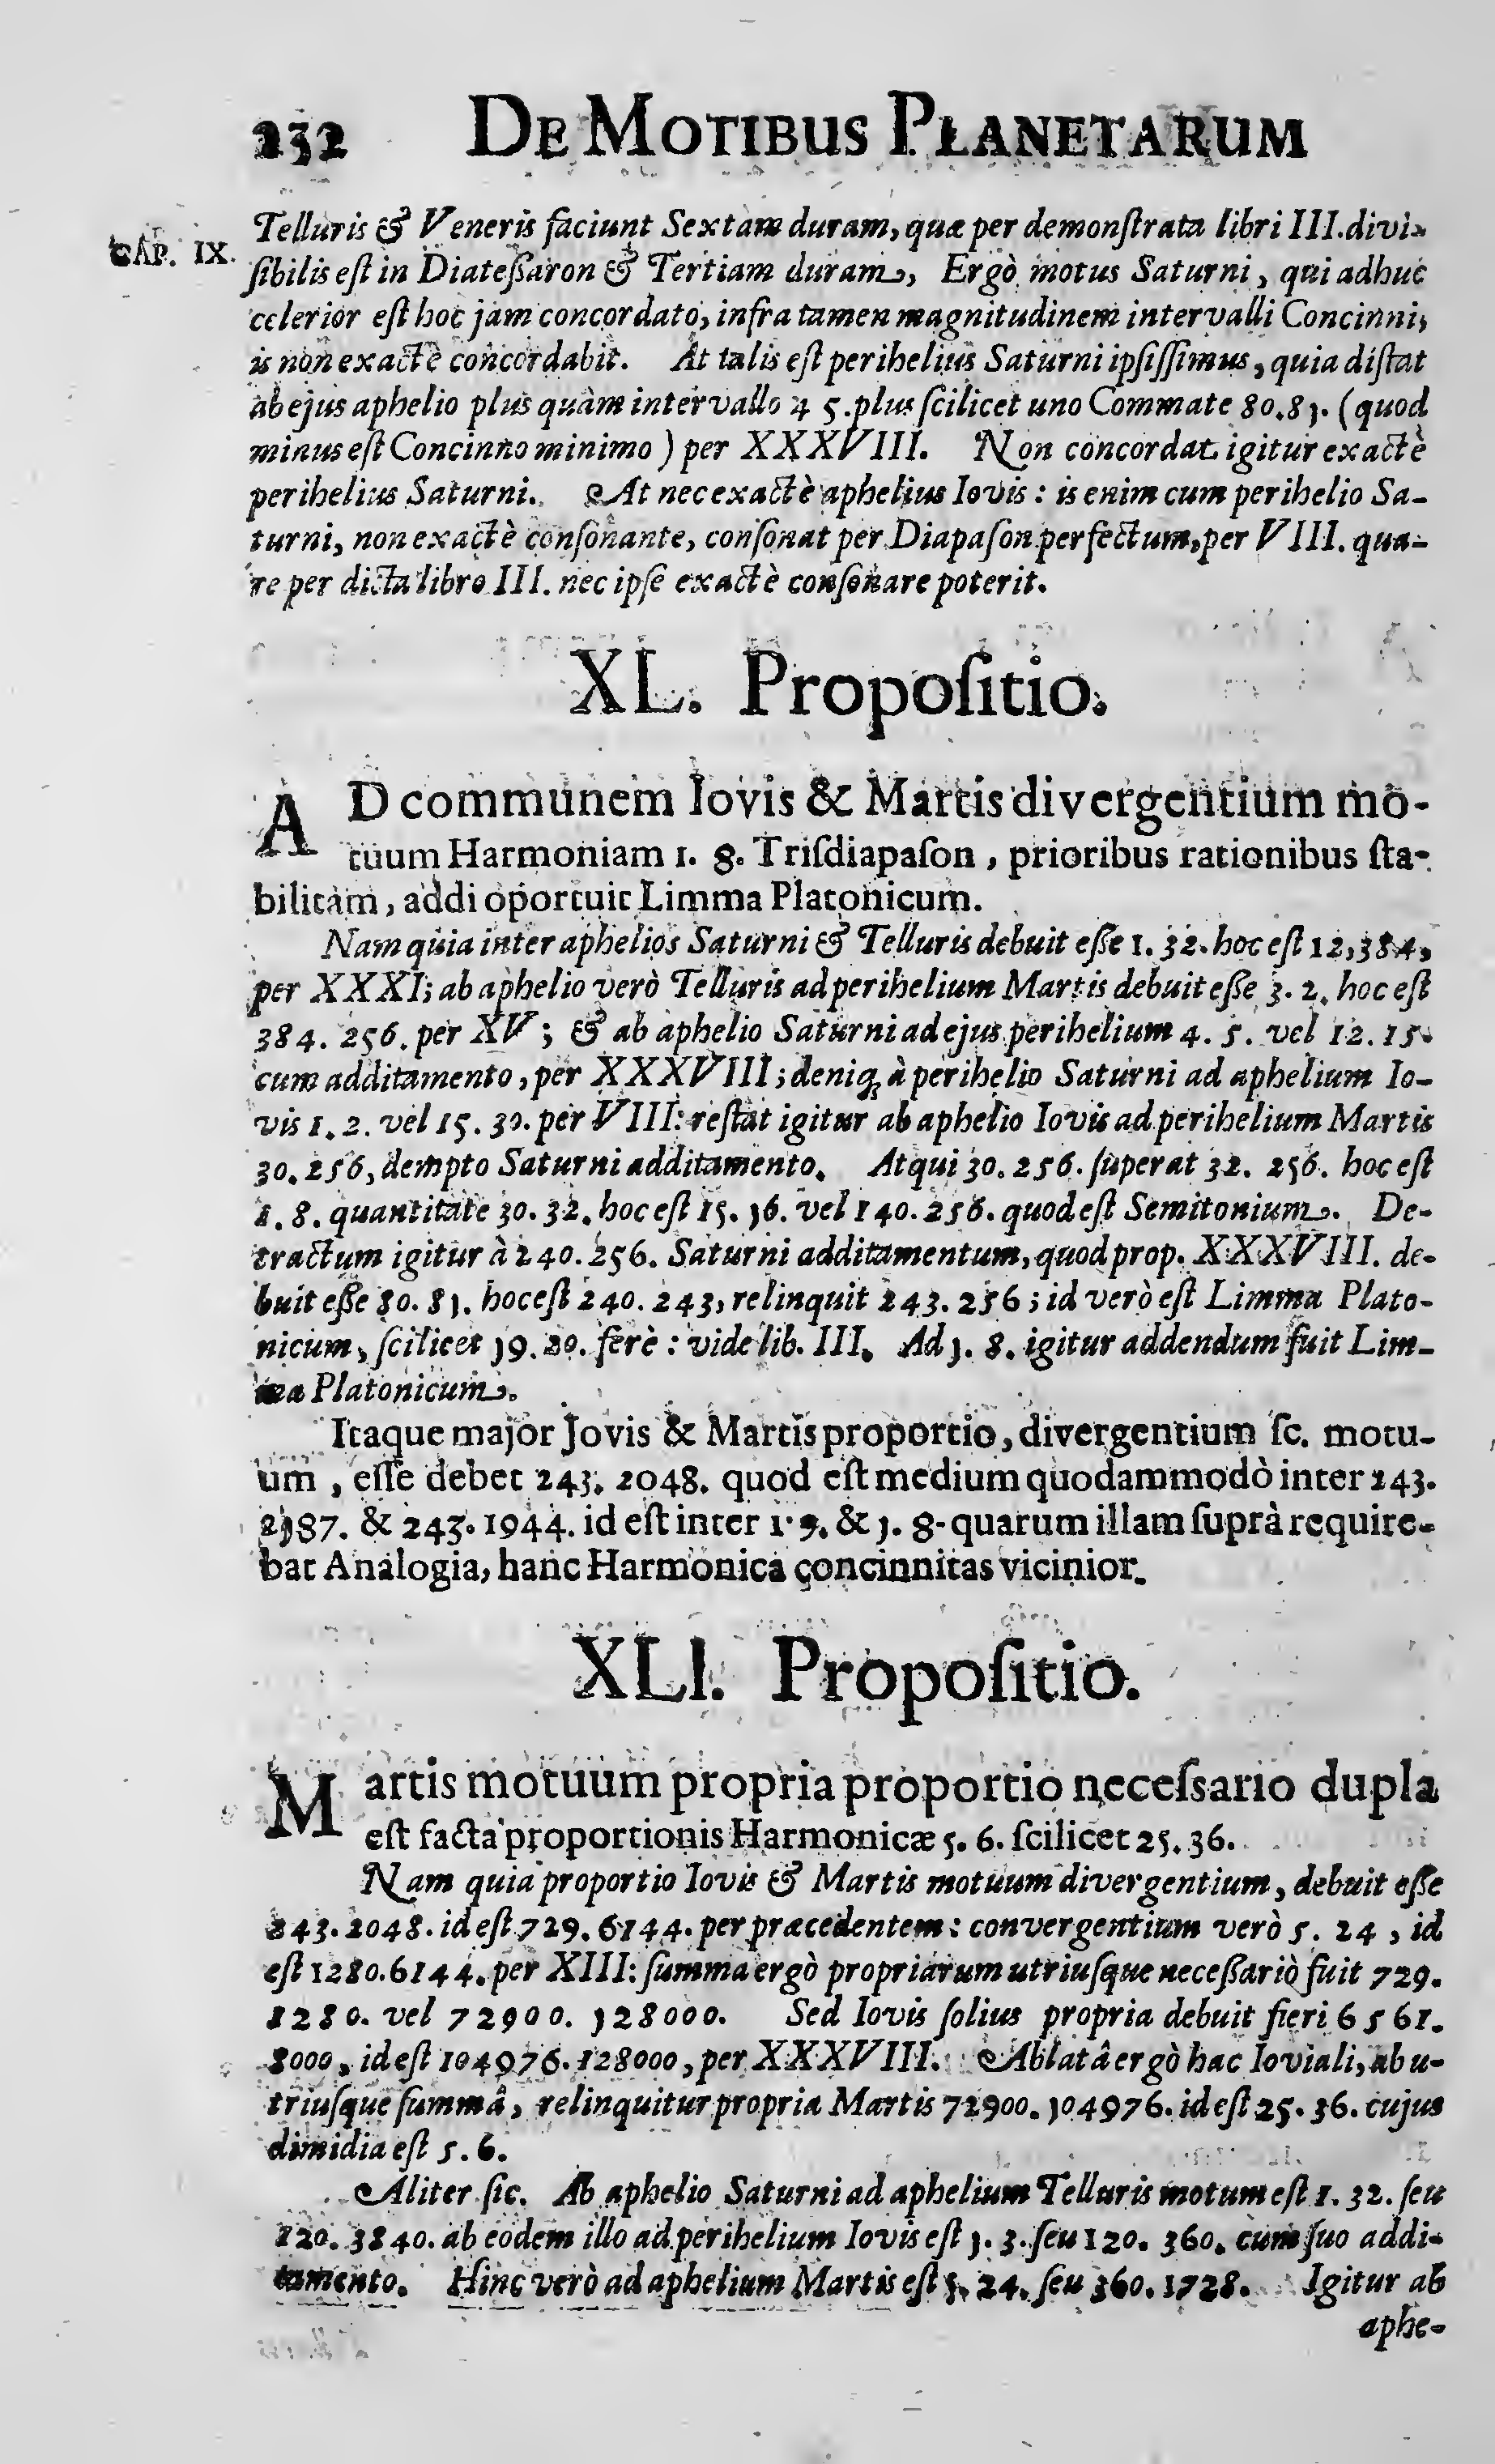 232 DE MOTIBUS PLANETARUM
CAP. IX.
Telluris & Veneris faciunt Sextam duram, quæ per demonſtrata libri III. divi-
ſibilis eſt in Diateßaron & Tertiam duram, Ergò motus Saturni, qui adhuc
celerior eſt hoc jam concordato, infra tamen magnitudinem intervalli Concinni,
is non exactè concordabit. At talis eſt perihelius Saturni ipſiſſimus, quia diſtat
ab ejus aphelio plus quàm intervallo 4 5. plus ſcilicet uno Commate 80. 81. (quod
minus eſt Concinno minimo) per XXXVIII. Non concordat igitur exactè
perihelius Saturni. At nec exactè aphelius Iovis: is enim cum perihelio Sa-
turni, non exactè conſonante, conſonat per Diapaſon perfectum, per VIII. qua-
re per dicta libro III. nec ipſe exactè conſonare poterit.
XL. Propoſitio.
AD communem Iovis & Martis divergentium mo-
tuum Harmoniam 1. 8. Triſdiapaſon, prioribus rationibus ſta-
bilitam, addi oportuit Limma Platonicum.
Nam quia inter aphelios Saturni & Telluris debuit eſſe 1. 32. hoc eſt 12, 384,
per XXXI; ab aphelio verò Telluris ad perihelium Martis debuit eſſe 3. 2. hoc eſt
384. 256. per XV; & ab aphelio Saturni ad ejus perihelium 4. 5. vel 12. 15.
cum additamento, per XXXVIII; deniq; à perihelio Saturni ad aphelium Io-
vis 1. 2. vel 15. 30. per VIII: reſtat igitur ab aphelio Iovis ad perihelium Martis
30. 256, dempto Saturni additamento. Atqui 30. 256. ſuperat 32. 256. hoc eſt
1. 8. quantitate 30. 32. hoc eſt 15. 16. vel 140. 256. quod eſt Semitonium. De-
tractum igitur à 240. 256. Saturni additamentum, quod prop. XXXVIII. de-
buit eſſe 80. 81. hoc eſt 240. 243, relinquit 243. 256; id verò eſt Limma Plato-
nicum, ſcilicet 19. 20. ferè: vide lib. III. Ad 1. 8. igitur addendum fuit Lim-
ma Platonicum.
Itaque major Jovis & Martis proportio, divergentium ſc. motu-
um, eſſe debet 243. 2048. quod eſt medium quodammodò inter 243.
2187. & 243. 1944. id eſt inter 1. 9. & 1. 8. quarum illam ſuprà require-
bat Analogia, hanc Harmonica concinnitas vicinior.
XLI. Propoſitio.
Martis motuum propria proportio neceſsario dupla
eſt facta proportionis Harmonicæ 5. 6. ſcilicet 25. 36.
Nam quia proportio Iovis & Martis motuum divergentium, debuit eſſe
243. 2048. id eſt 729. 6144. per præcedentem: convergentium verò 5. 24, id
eſt 1280. 6144. per XIII: ſumma ergò propriarum utriuſque neceßariò fuit 729.
1280. vel 72900. 128000. Sed Iovis ſolius propria debuit fieri 6561.
8000, id eſt 104976. 128000, per XXXVIII. Ablatâ ergò hac Ioviali, ab u-
triuſque ſummâ, relinquitur propria Martis 72900. 104976. id eſt 25. 36. cujus
dimidia eſt 5. 6.
Aliter ſic. Ab aphelio Saturni ad aphelium Telluris motum eſt 1. 32. ſeu
120. 3840. ab eodem illo ad perihelium Iovis eſt 1. 3. ſeu 120. 360. cum ſuo addi-
tamento. Hinc verò ad aphelium Martis eſt 5. 24. ſeu 360. 1728. Igitur ab
aphe-